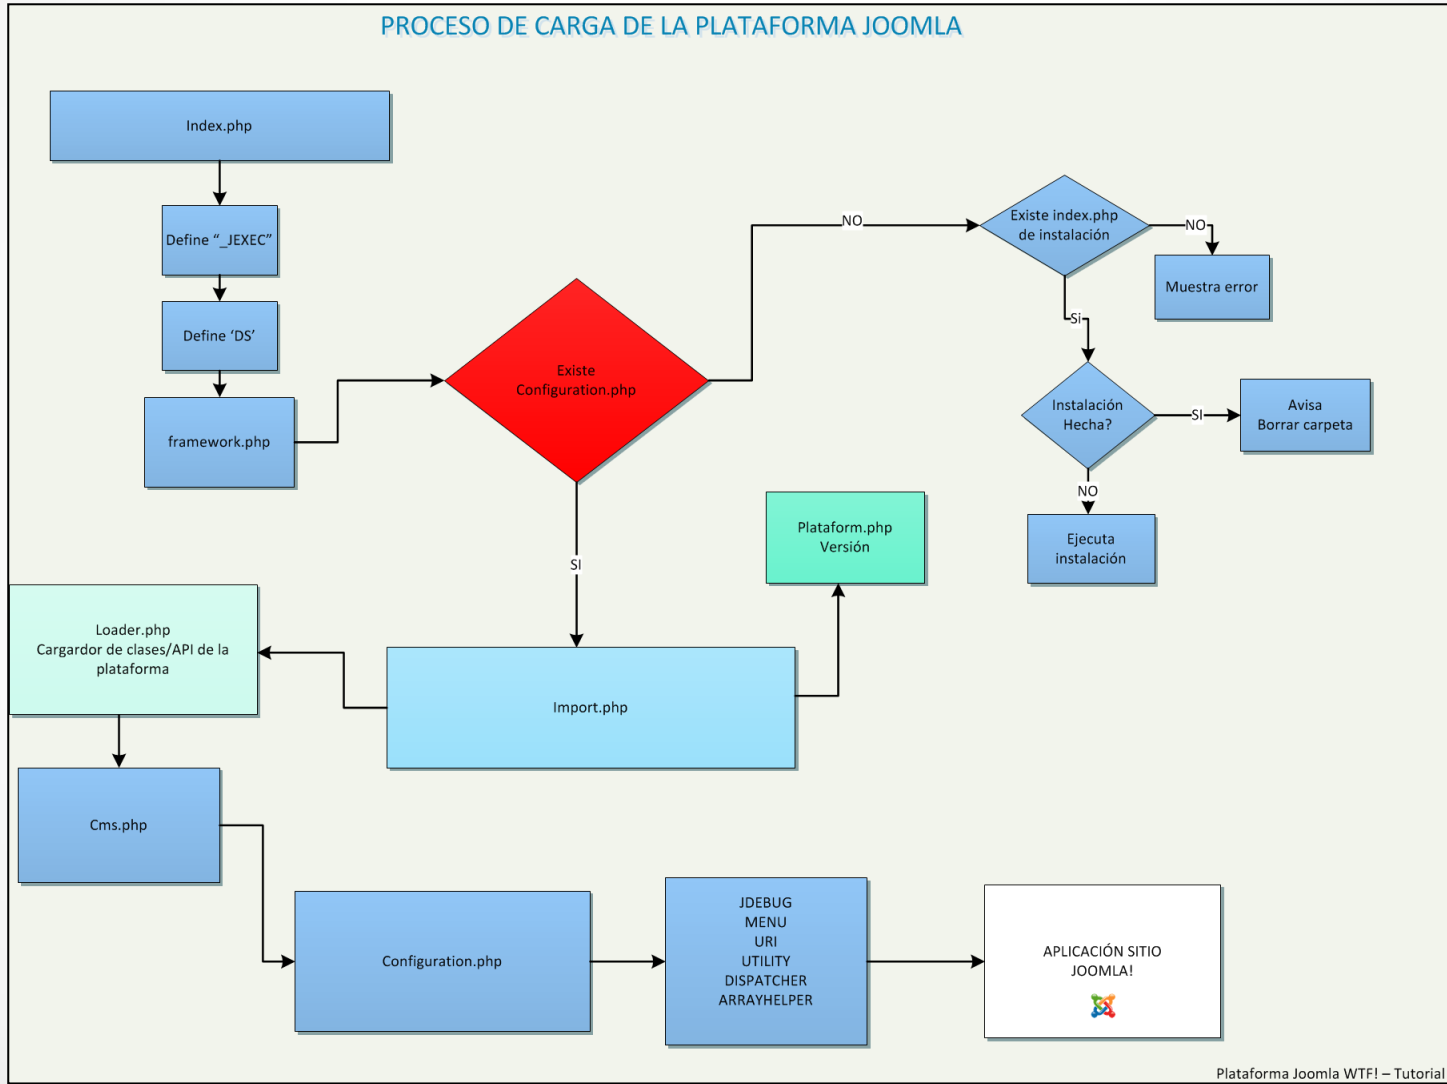 PROCESO DE CARGA DE LA PLATAFORMA JOOMLA
Index.php
Define “_JEXEC”
Define ‘DS’
framework.php
Existe
Configuration.php
NO
Existe index.php
de instalación
NO
Muestra error
Si
Instalación
Hecha?
SI
Avisa
Borrar carpeta
NO
Ejecuta
instalación
SI
Plataform.php
Versión
Import.php
Loader.php
Cargardor de clases/API de la
plataforma
Cms.php
Configuration.php
JDEBUG
MENU
URI
UTILITY
DISPATCHER
ARRAYHELPER
APLICACIÓN SITIO
JOOMLA!
Plataforma Joomla WTF! – Tutorial